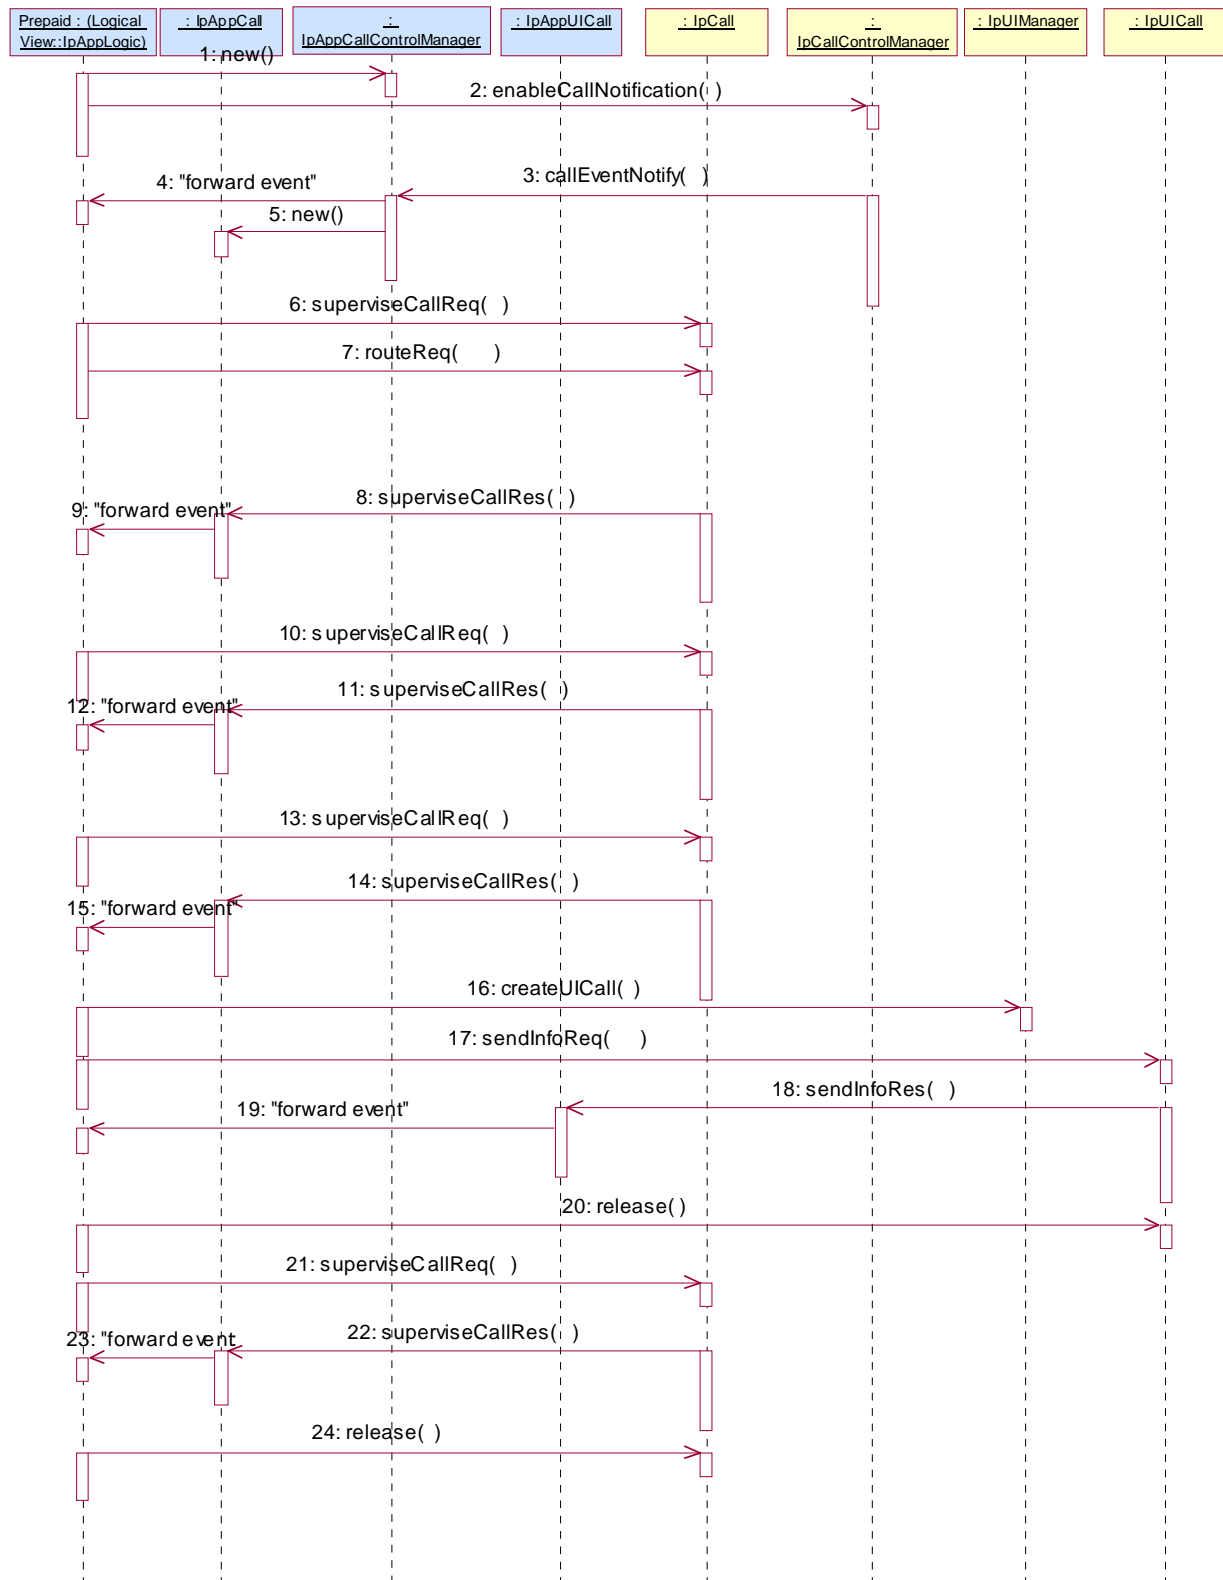 Prepaid : (Logical
View::IpAppLogic)
: IpAppCall
:
IpAppCallControlManager
: IpAppUICall
: IpCall
:
IpCallControlManager
: IpUIManager
: IpUICall
1: new()
2: enableCallNotification( )
3: callEventNotify( )
4: "forward event"
5: new()
6: superviseCallReq( )
7: routeReq( )
8: superviseCallRes( )
9: "forward event"
10: superviseCallReq( )
11: superviseCallRes( )
12: "forward event"
13: superviseCallReq( )
14: superviseCallRes( )
15: "forward event"
16: createUICall( )
17: sendInfoReq( )
18: sendInfoRes( )
19: "forward event"
20: release( )
21: superviseCallReq( )
22: superviseCallRes( )
23: "forward event
24: release( )